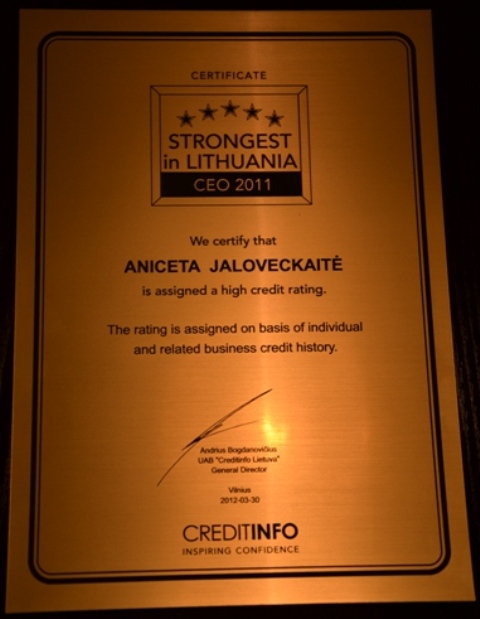 CERTIFICATE
STRONGEST
in LITHUANIA
CEO 2011
We certify that
ANICETA JALOVECKAITĖ
is assigned a high credit rating.
The rating is assigned on basis of individual
and related business credit history.
Andrius Bogdanovičius
UAB "Creditinfo Lietuva"
General Director
Vilnius
2012-03-30
CREDITINFO
INSPIRING CONFIDENCE